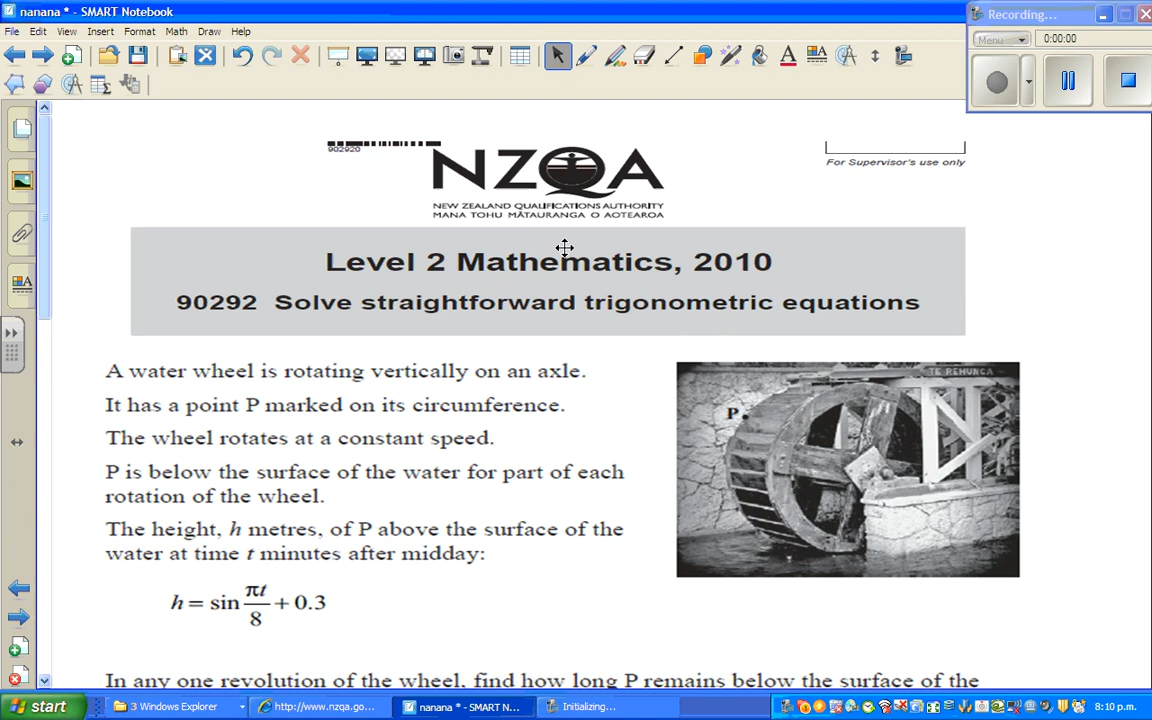 nanana * - SMART Notebook
Recording...
File Edit View Insert Format Math Draw Help
Menu
0:00:00
902920
NZQA
For Supervisor's use only
NEW ZEALAND QUALIFICATIONS AUTHORITY
MANA TOHU MĀTAURANGA O AOTEAROA
Level 2 Mathematics, 2010
90292 Solve straightforward trigonometric equations
A water wheel is rotating vertically on an axle.
TE REHUNGA
It has a point P marked on its circumference.
P
The wheel rotates at a constant speed.
P is below the surface of the water for part of each
rotation of the wheel.
The height, h metres, of P above the surface of the
water at time t minutes after midday:
h = sin πt/8 + 0.3
In any one revolution of the wheel, find how long P remains below the surface of the
start
3 Windows Explorer
http://www.nzqa.go...
nanana * - SMART N...
Initializing...
8:10 p.m.